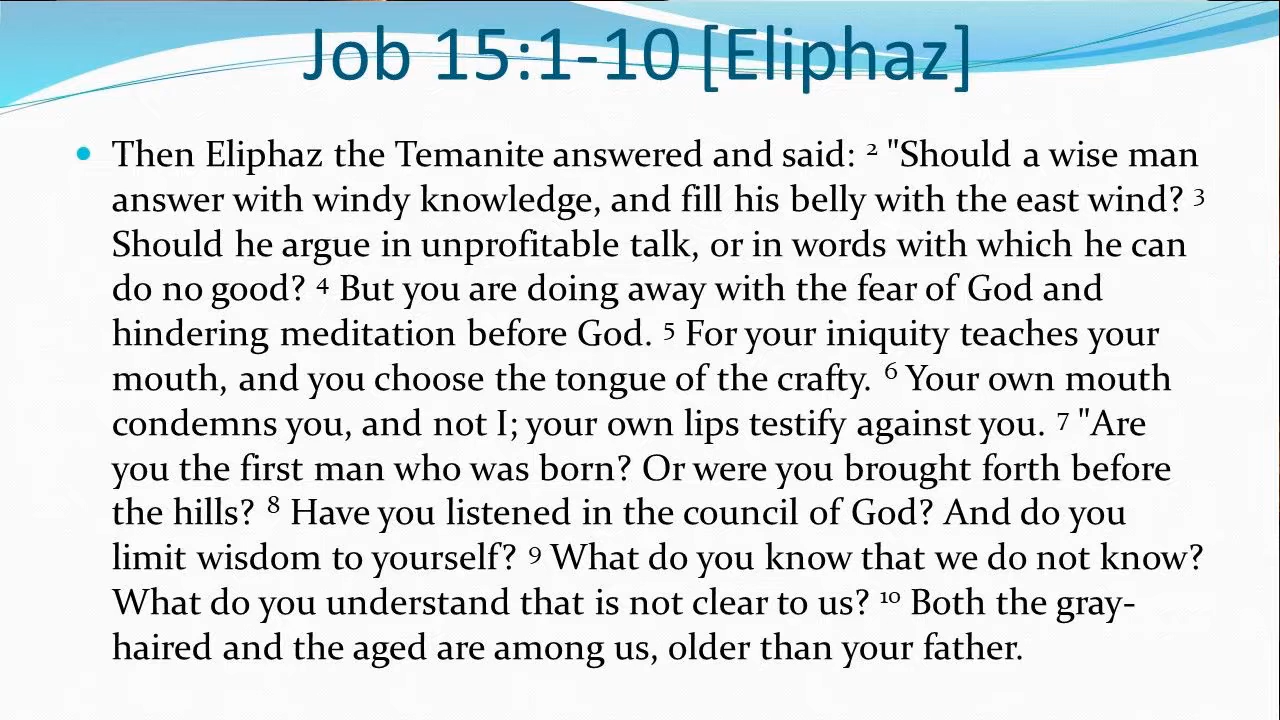 Job 15:1-10 [Eliphaz]
• Then Eliphaz the Temanite answered and said: ² "Should a wise man
answer with windy knowledge, and fill his belly with the east wind? ³
Should he argue in unprofitable talk, or in words with which he can
do no good? ⁴ But you are doing away with the fear of God and
hindering meditation before God. ⁵ For your iniquity teaches your
mouth, and you choose the tongue of the crafty. ⁶ Your own mouth
condemns you, and not I; your own lips testify against you. ⁷ "Are
you the first man who was born? Or were you brought forth before
the hills? ⁸ Have you listened in the council of God? And do you
limit wisdom to yourself? ⁹ What do you know that we do not know?
What do you understand that is not clear to us? ¹⁰ Both the gray-
haired and the aged are among us, older than your father.